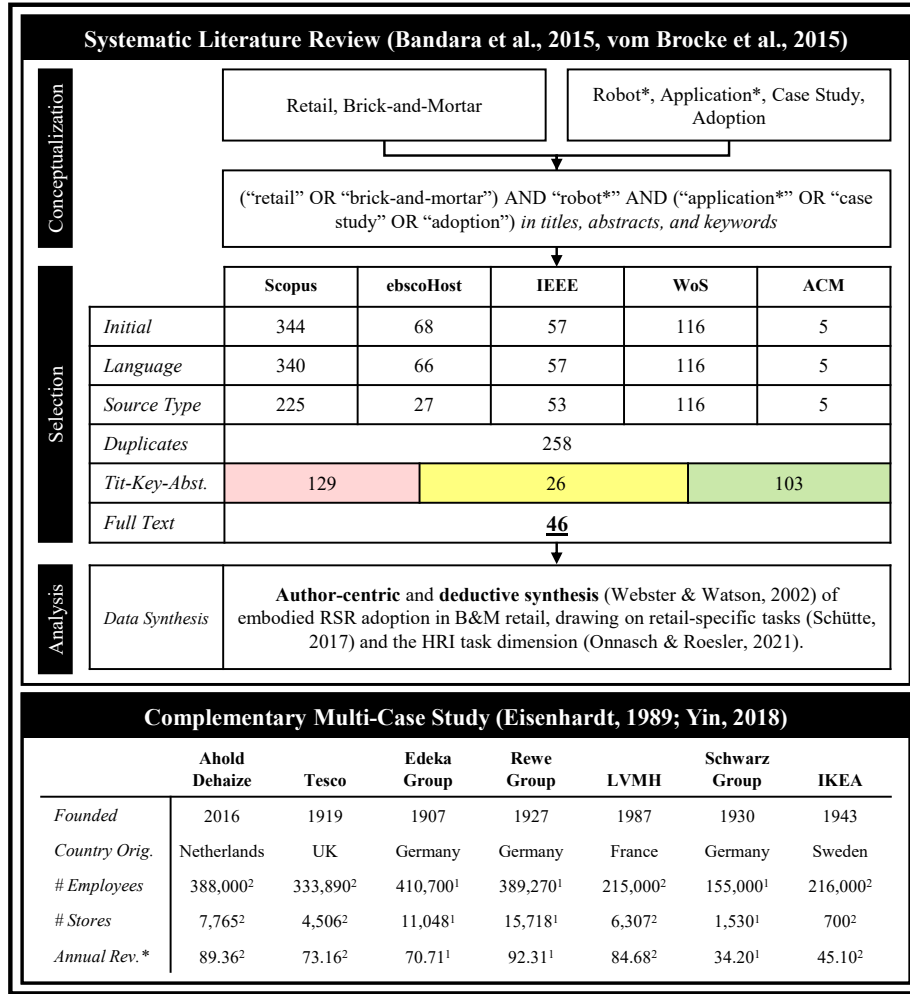 Systematic Literature Review (Bandara et al., 2015, vom Brocke et al., 2015)
Conceptualization
Retail, Brick-and-Mortar
Robot*, Application*, Case Study,
Adoption
(“retail” OR “brick-and-mortar”) AND “robot*” AND (“application*” OR “case
study” OR “adoption”) in titles, abstracts, and keywords
Selection
Scopus ebscoHost IEEE WoS ACM
Initial 344 68 57 116 5
Language 340 66 57 116 5
Source Type 225 27 53 116 5
Duplicates 258
Tit-Key-Abst. 129 26 103
Full Text 46
Analysis
Data Synthesis
Author-centric and deductive synthesis (Webster & Watson, 2002) of
embodied RSR adoption in B&M retail, drawing on retail-specific tasks (Schütte,
2017) and the HRI task dimension (Onnasch & Roesler, 2021).
Complementary Multi-Case Study (Eisenhardt, 1989; Yin, 2018)
Ahold Dehaize Tesco Edeka Group Rewe Group LVMH Schwarz Group IKEA
Founded 2016 1919 1907 1927 1987 1930 1943
Country Orig. Netherlands UK Germany Germany France Germany Sweden
# Employees 388,000² 333,890² 410,700¹ 389,270¹ 215,000² 155,000¹ 216,000²
# Stores 7,765² 4,506² 11,048¹ 15,718¹ 6,307² 1,530¹ 700²
Annual Rev.* 89.36² 73.16² 70.71¹ 92.31¹ 84.68² 34.20¹ 45.10²